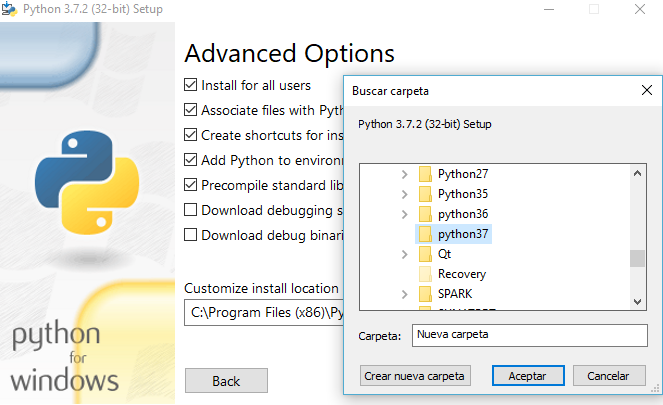 Python 3.7.2 (32-bit) Setup
Advanced Options
Install for all users
Associate files with Pyth
Create shortcuts for ins
Add Python to environm
Precompile standard lib
Download debugging s
Download debug binari
Customize install location
C:\Program Files (x86)\Py
Back
python
for
windows
Buscar carpeta
Python 3.7.2 (32-bit) Setup
Python27
Python35
python36
python37
Qt
Recovery
SPARK
Carpeta:
Nueva carpeta
Crear nueva carpeta
Aceptar
Cancelar